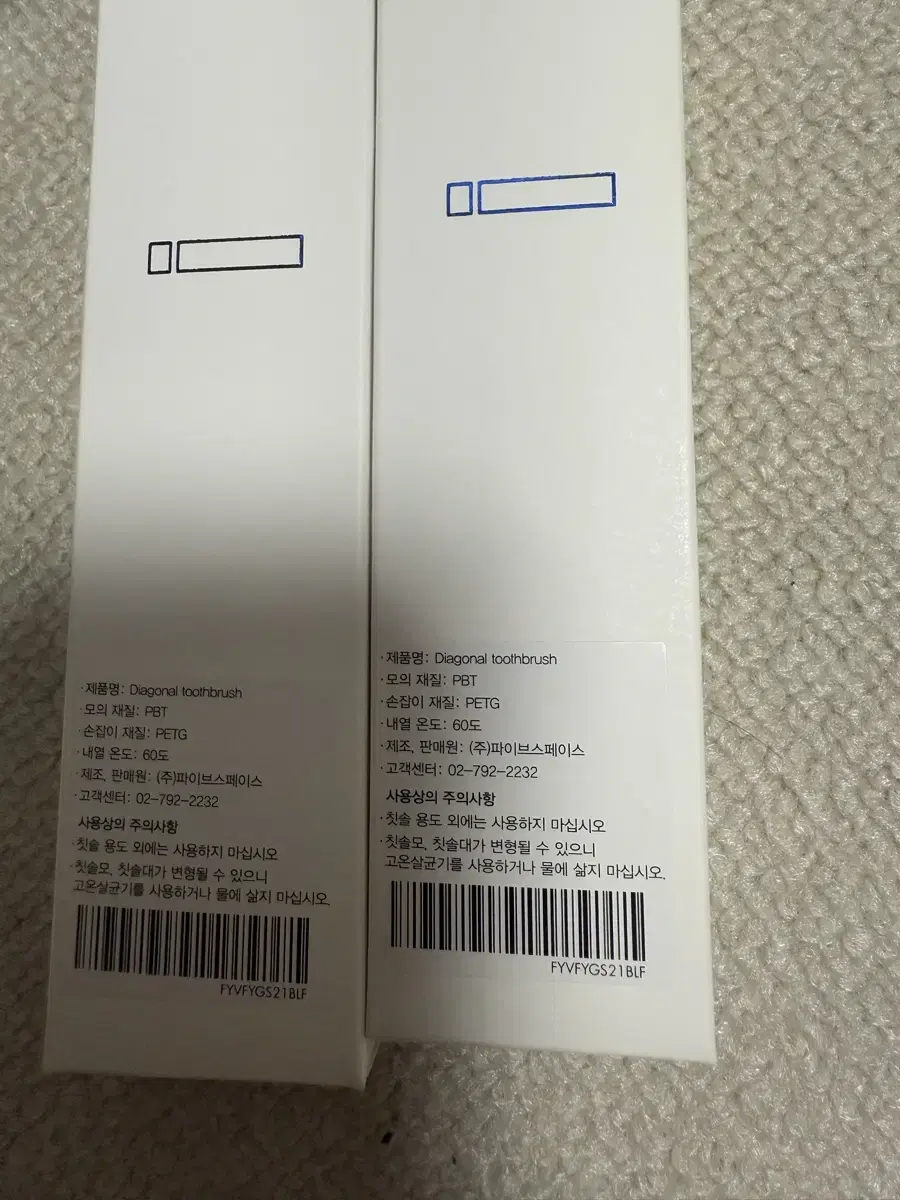 ·제품명: Diagonal toothbrush
·모의 재질: PBT
·손잡이 재질: PETG
·내열 온도: 60도
·제조, 판매원: (주)파이브스페이스
·고객센터: 02-792-2232
사용상의 주의사항
·칫솔 용도 외에는 사용하지 마십시오
·칫솔모, 칫솔대가 변형될 수 있으니
고온살균기를 사용하거나 물에 삶지 마십시오.
FYVFYGS21BLF
·제품명: Diagonal toothbrush
·모의 재질: PBT
·손잡이 재질: PETG
·내열 온도: 60도
·제조, 판매원: (주)파이브스페이스
·고객센터: 02-792-2232
사용상의 주의사항
·칫솔 용도 외에는 사용하지 마십시오
·칫솔모, 칫솔대가 변형될 수 있으니
고온살균기를 사용하거나 물에 삶지 마십시오.
FYVFYGS21BLF